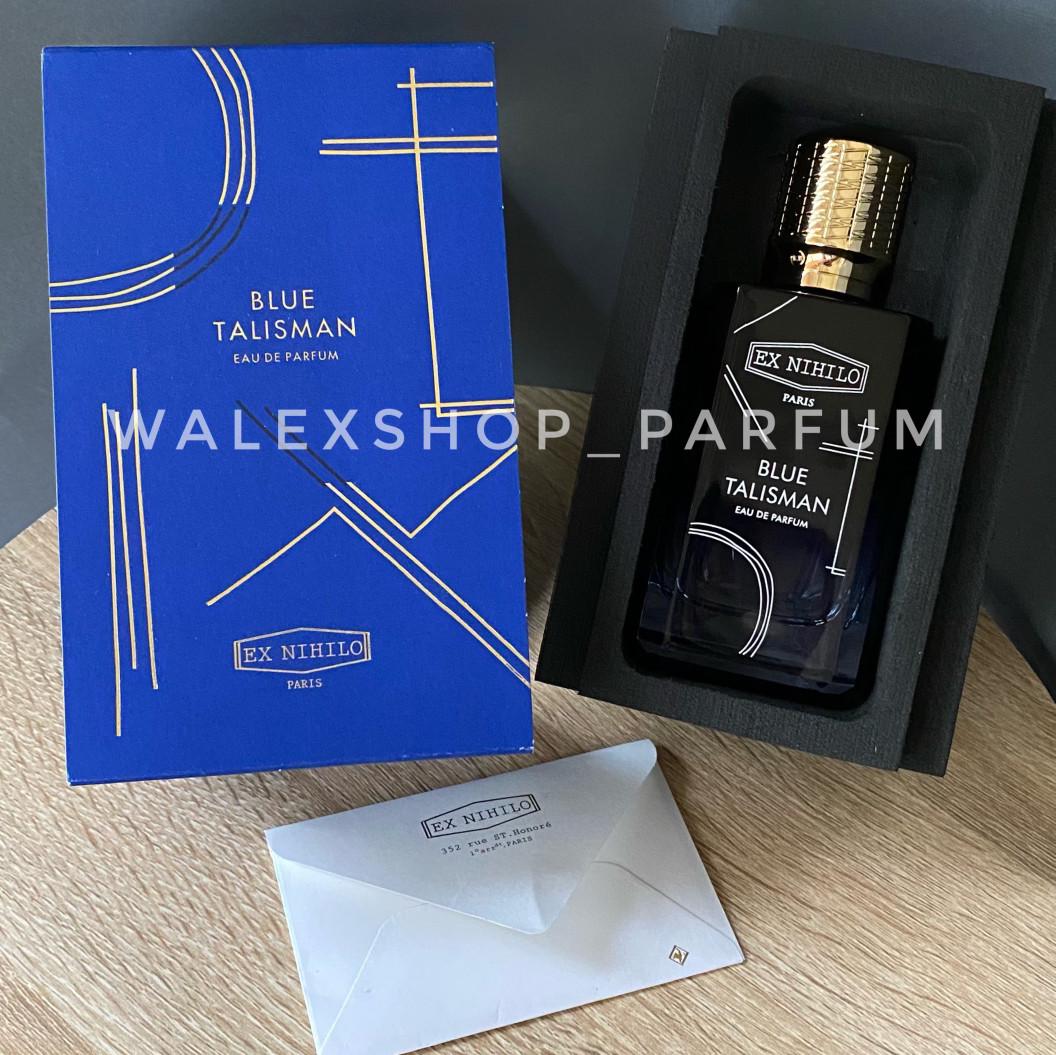 BLUE
TALISMAN
EAU DE PARFUM
EX NIHILO
PARIS
EX NIHILO
PARIS
BLUE
TALISMAN
EAU DE PARFUM
WALEXSHOP_PARFUM
EX NIHILO
352 rue ST.Honoré
1ᵉʳarrᵈᵗ,PARIS